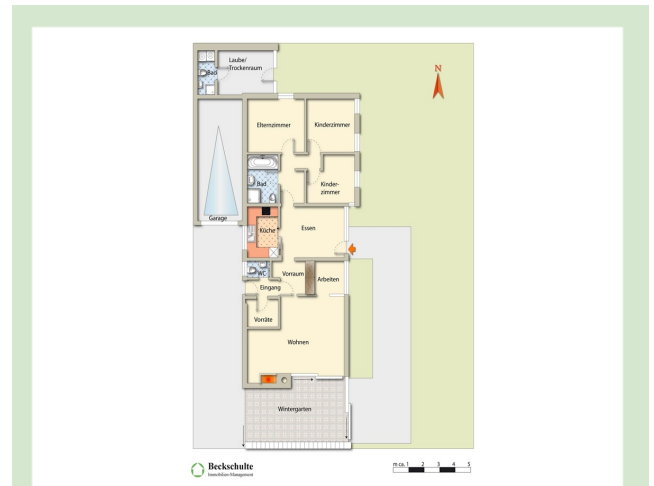 Laube/
Trockenraum
Bad
N
Elternzimmer
Kinderzimmer
Bad
Kinder-
zimmer
Garage
Küche
Essen
WC
Vorraum
Arbeiten
Eingang
Vorräte
Wohnen
Wintergarten
Beckschulte
Immobilien-Management
m ca. 1 2 3 4 5